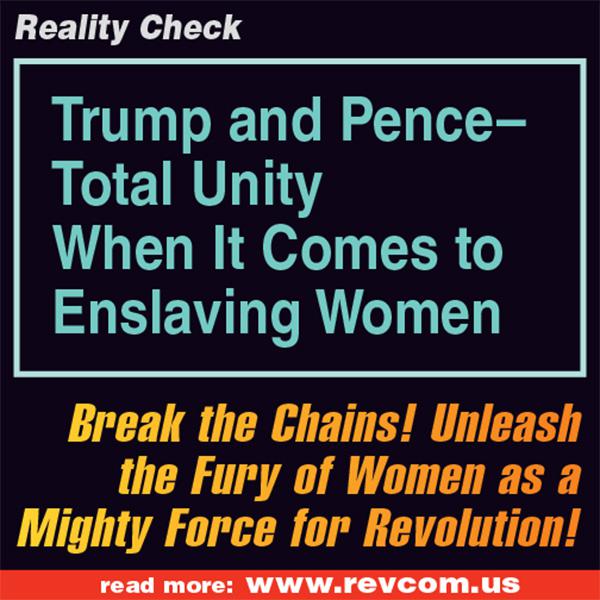 Reality Check
Trump and Pence–
Total Unity
When It Comes to
Enslaving Women
Break the Chains! Unleash
the Fury of Women as a
Mighty Force for Revolution!
read more: www.revcom.us